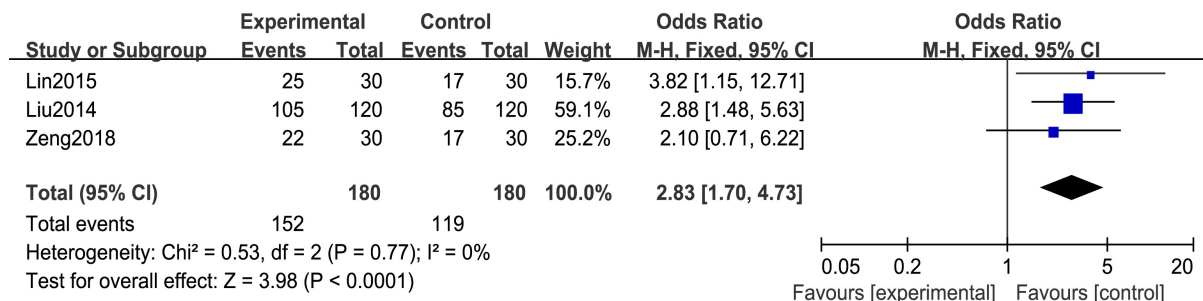 Experimental Control Odds Ratio Odds Ratio
Study or Subgroup Events Total Events Total Weight M-H, Fixed, 95% CI M-H, Fixed, 95% CI
Lin2015 25 30 17 30 15.7% 3.82 [1.15, 12.71]
Liu2014 105 120 85 120 59.1% 2.88 [1.48, 5.63]
Zeng2018 22 30 17 30 25.2% 2.10 [0.71, 6.22]
Total (95% CI) 180 180 100.0% 2.83 [1.70, 4.73]
Total events 152 119
Heterogeneity: Chi² = 0.53, df = 2 (P = 0.77); I² = 0%
Test for overall effect: Z = 3.98 (P < 0.0001)
0.05 0.2 1 5 20
Favours [experimental] Favours [control]